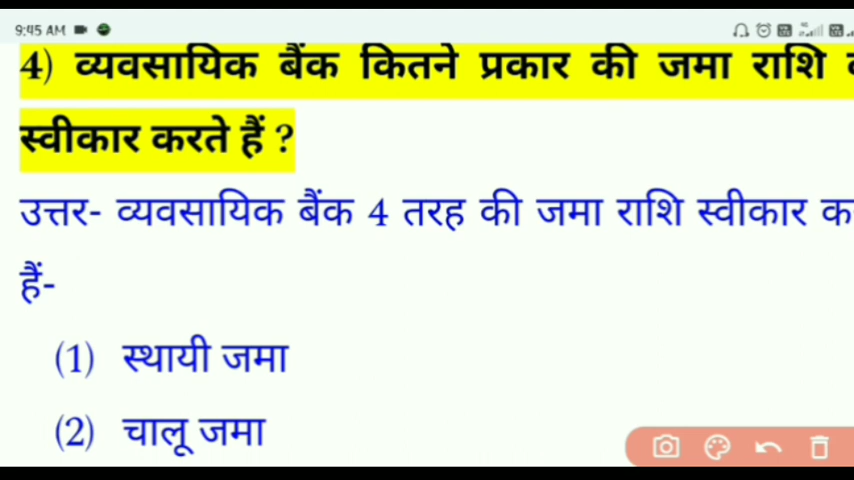 9:45 AM
4) व्यवसायिक बैंक कितने प्रकार की जमा राशि
स्वीकार करते हैं ?
उत्तर- व्यवसायिक बैंक 4 तरह की जमा राशि स्वीकार क
हैं-
(1) स्थायी जमा
(2) चालू जमा